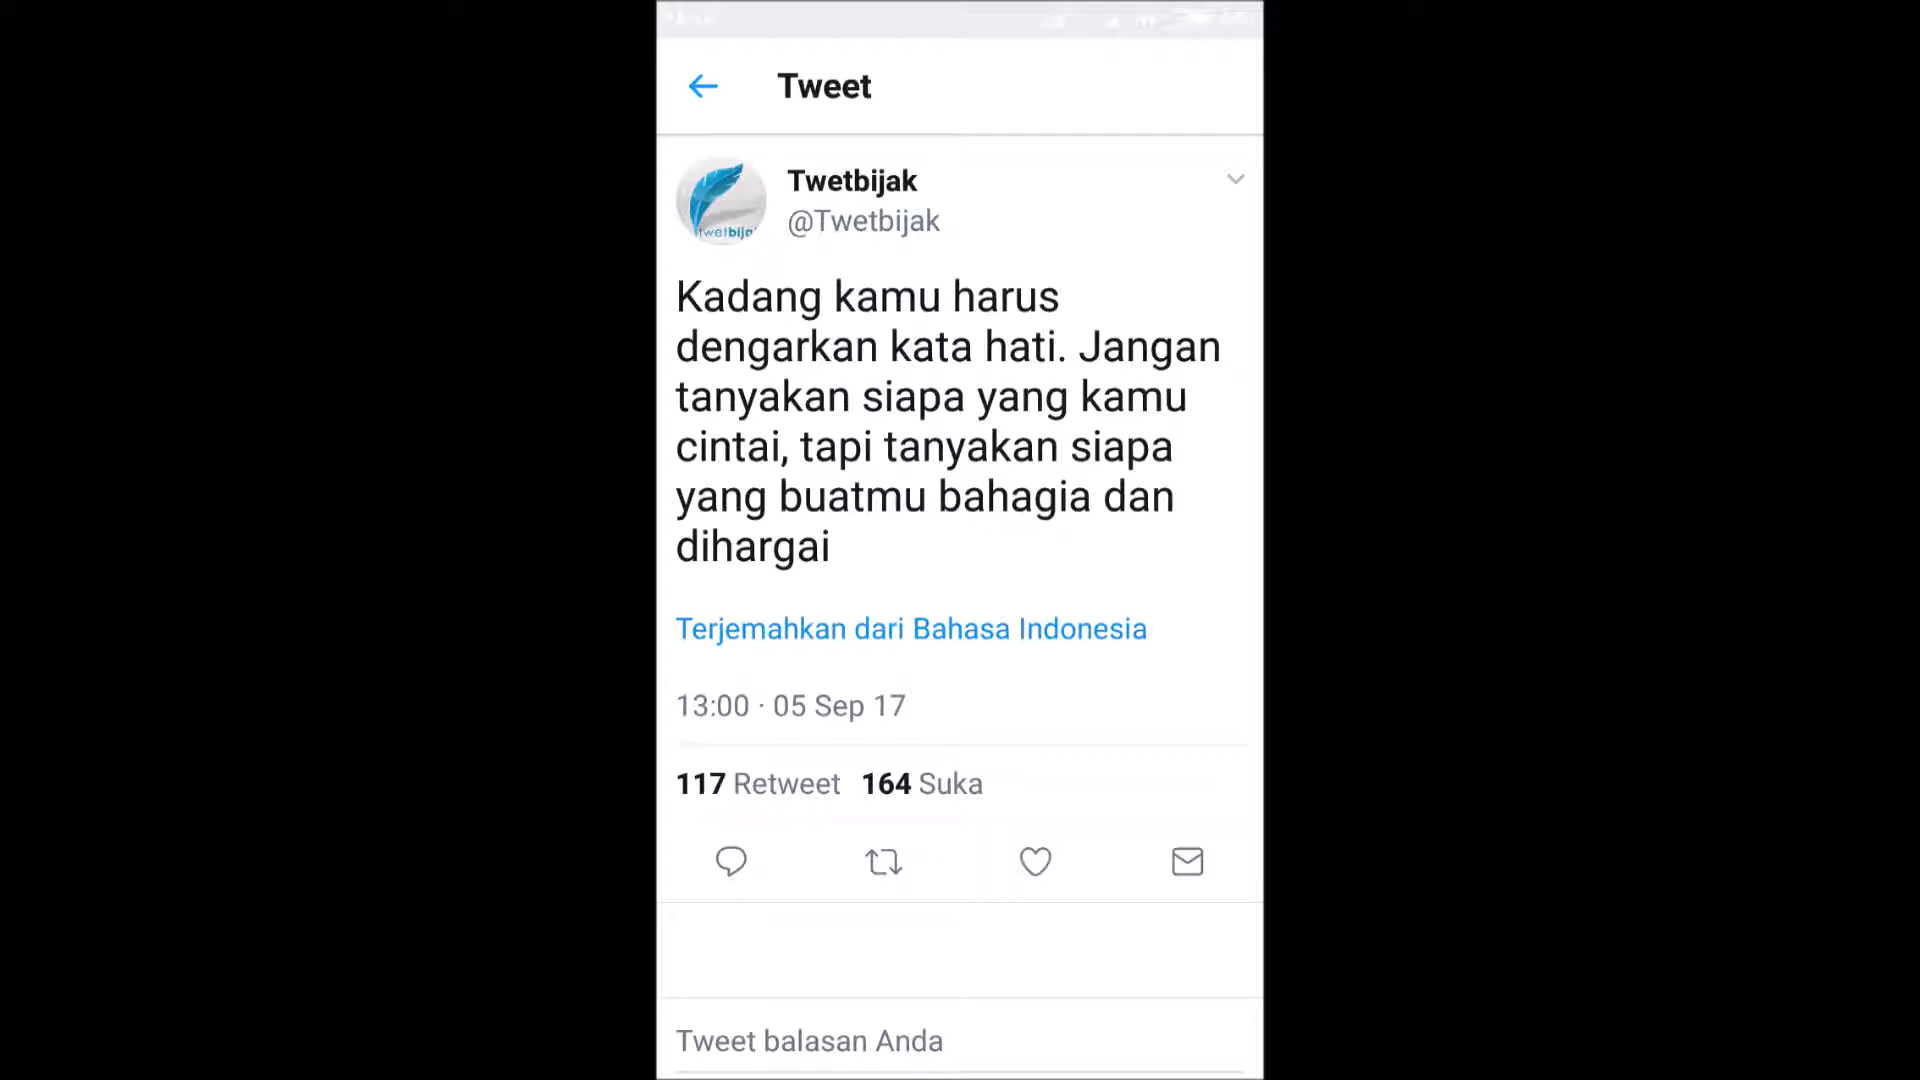 Tweet
Twetbijak
@Twetbijak
Kadang kamu harus
dengarkan kata hati. Jangan
tanyakan siapa yang kamu
cintai, tapi tanyakan siapa
yang buatmu bahagia dan
dihargai
Terjemahkan dari Bahasa Indonesia
13:00 · 05 Sep 17
117 Retweet 164 Suka
Tweet balasan Anda